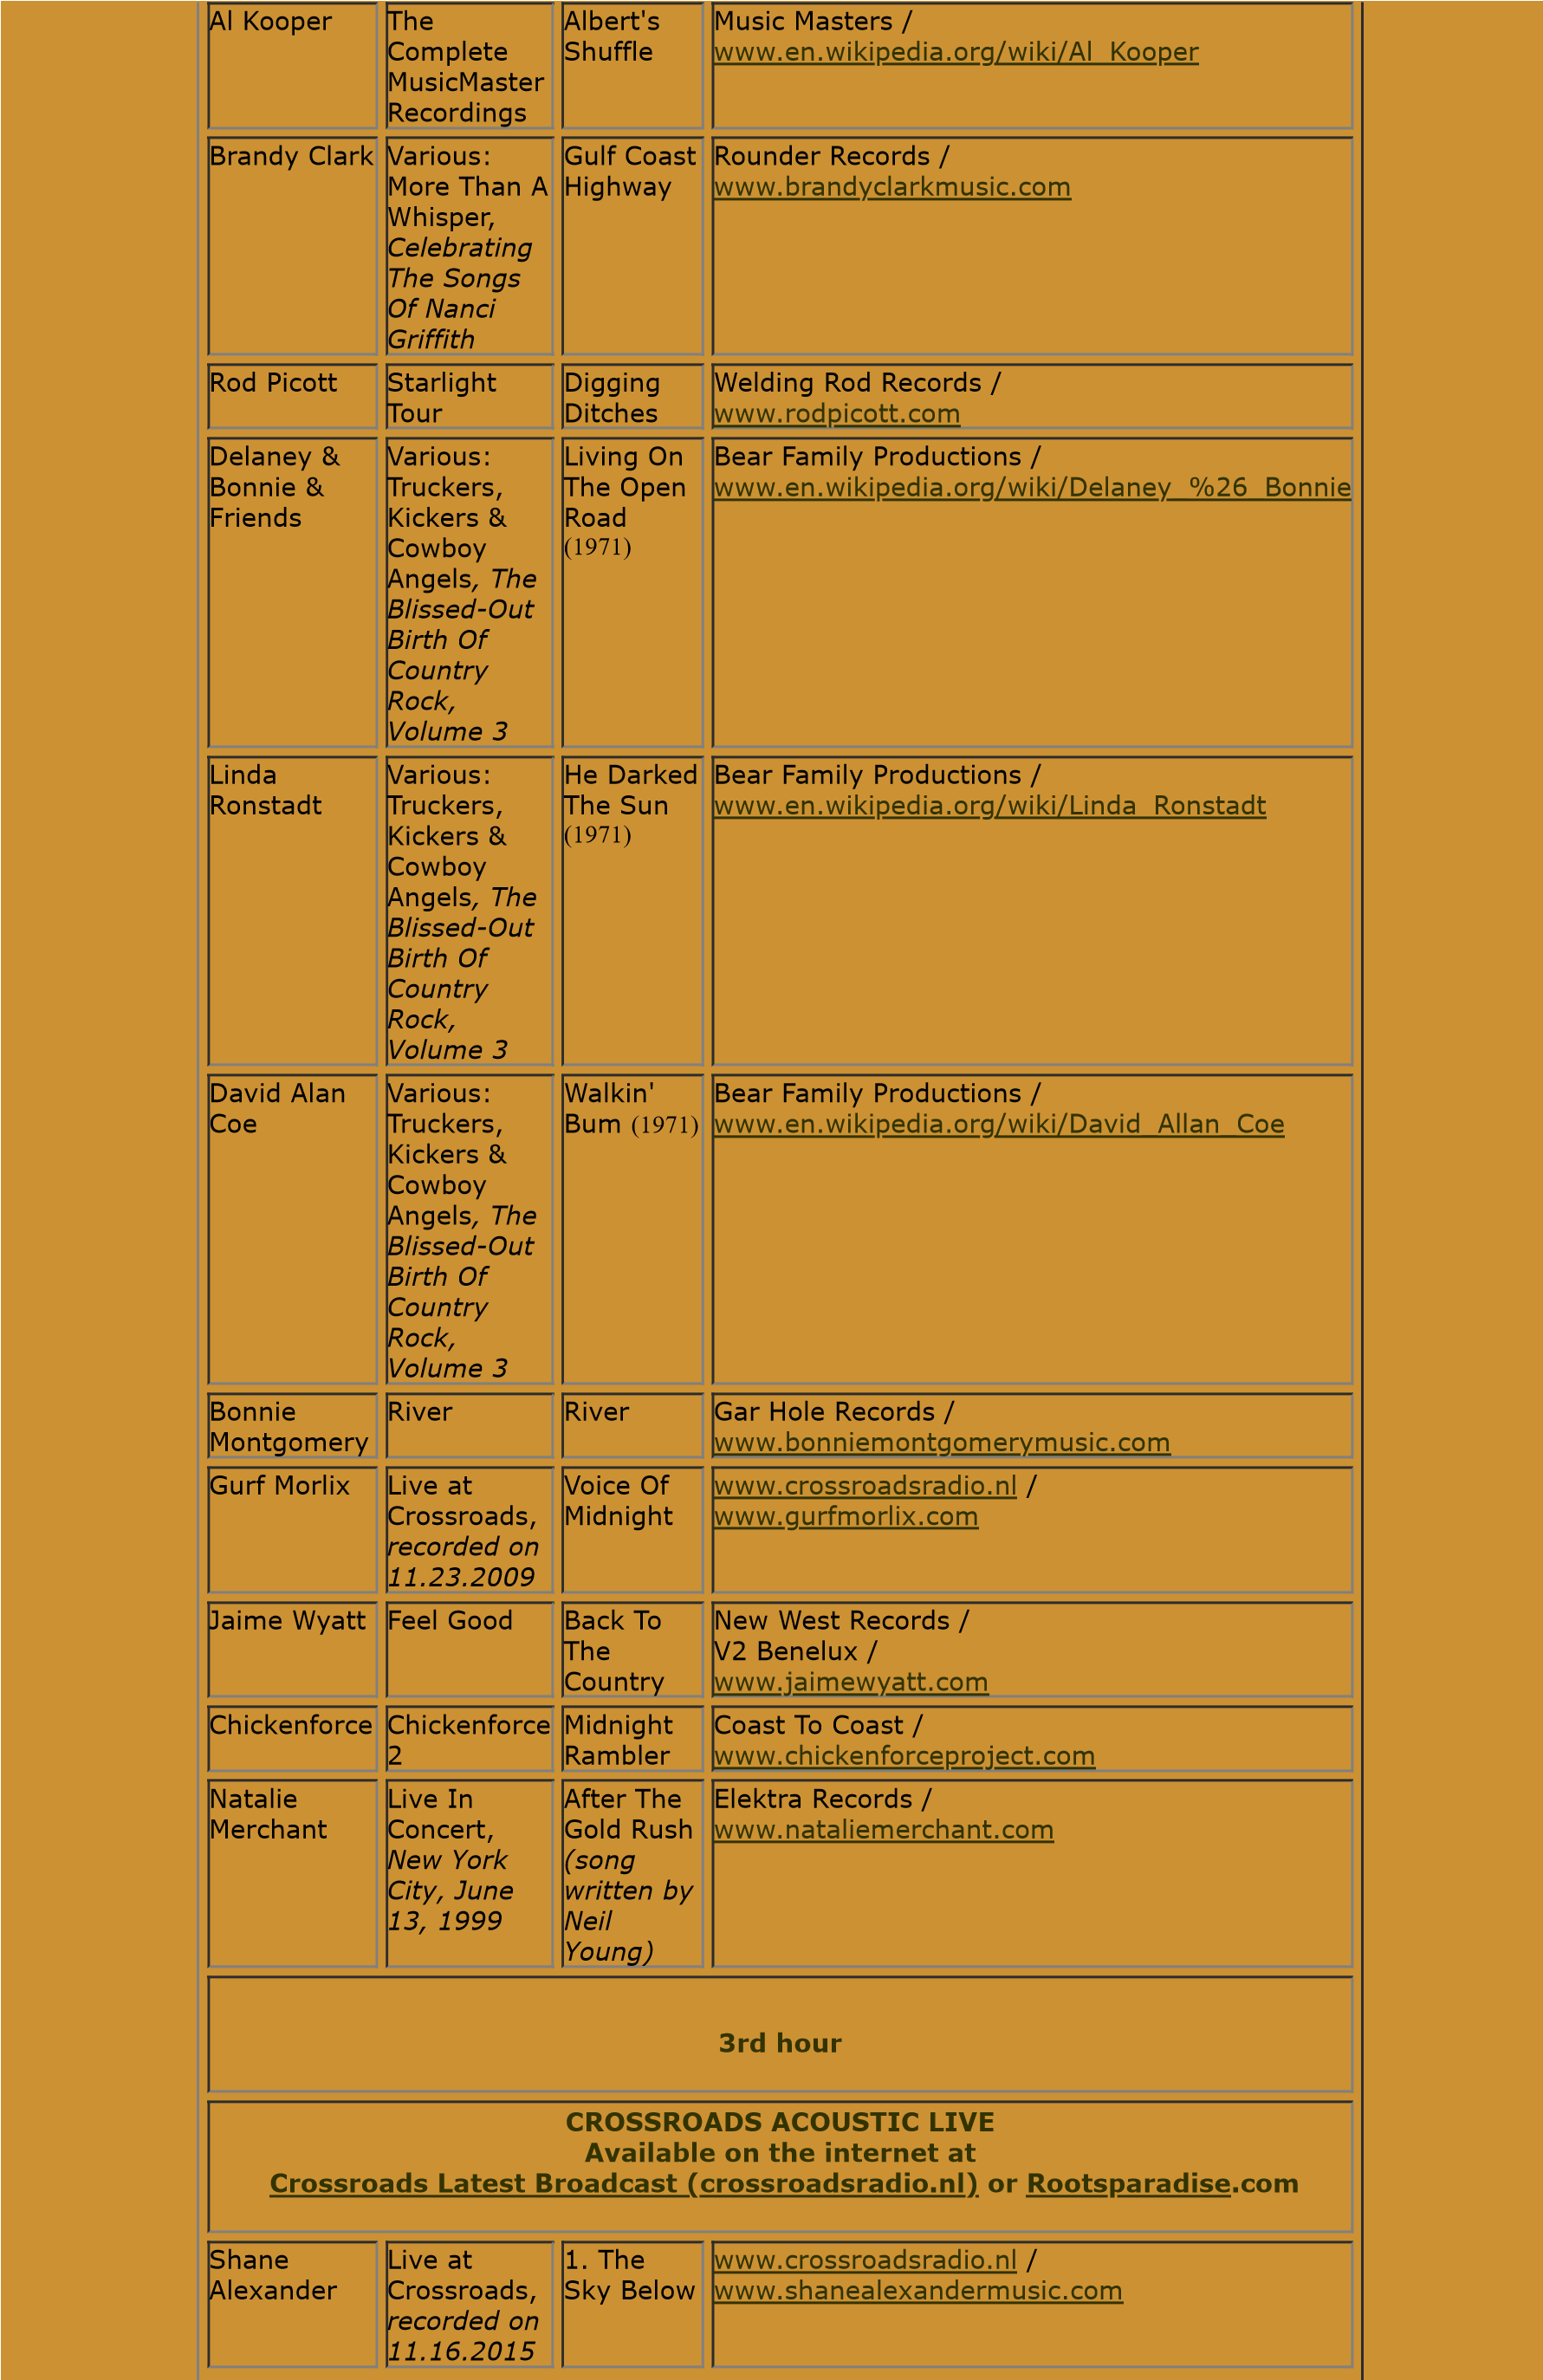 Al Kooper
The
Complete
MusicMaster
Recordings
Albert's
Shuffle
Music Masters /
www.en.wikipedia.org/wiki/Al_Kooper
Brandy Clark
Various:
More Than A
Whisper,
Celebrating
The Songs
Of Nanci
Griffith
Gulf Coast
Highway
Rounder Records /
www.brandyclarkmusic.com
Rod Picott
Starlight
Tour
Digging
Ditches
Welding Rod Records /
www.rodpicott.com
Delaney &
Bonnie &
Friends
Various:
Truckers,
Kickers &
Cowboy
Angels, The
Blissed-Out
Birth Of
Country
Rock,
Volume 3
Living On
The Open
Road
(1971)
Bear Family Productions /
www.en.wikipedia.org/wiki/Delaney_%26_Bonnie
Linda
Ronstadt
Various:
Truckers,
Kickers &
Cowboy
Angels, The
Blissed-Out
Birth Of
Country
Rock,
Volume 3
He Darked
The Sun
(1971)
Bear Family Productions /
www.en.wikipedia.org/wiki/Linda_Ronstadt
David Alan
Coe
Various:
Truckers,
Kickers &
Cowboy
Angels, The
Blissed-Out
Birth Of
Country
Rock,
Volume 3
Walkin'
Bum (1971)
Bear Family Productions /
www.en.wikipedia.org/wiki/David_Allan_Coe
Bonnie
Montgomery
River
River
Gar Hole Records /
www.bonniemontgomerymusic.com
Gurf Morlix
Live at
Crossroads,
recorded on
11.23.2009
Voice Of
Midnight
www.crossroadsradio.nl /
www.gurfmorlix.com
Jaime Wyatt
Feel Good
Back To
The
Country
New West Records /
V2 Benelux /
www.jaimewyatt.com
Chickenforce
Chickenforce
2
Midnight
Rambler
Coast To Coast /
www.chickenforceproject.com
Natalie
Merchant
Live In
Concert,
New York
City, June
13, 1999
After The
Gold Rush
(song
written by
Neil
Young)
Elektra Records /
www.nataliemerchant.com
3rd hour
CROSSROADS ACOUSTIC LIVE
Available on the internet at
Crossroads Latest Broadcast (crossroadsradio.nl) or Rootsparadise.com
Shane
Alexander
Live at
Crossroads,
recorded on
11.16.2015
1. The
Sky Below
www.crossroadsradio.nl /
www.shanealexandermusic.com